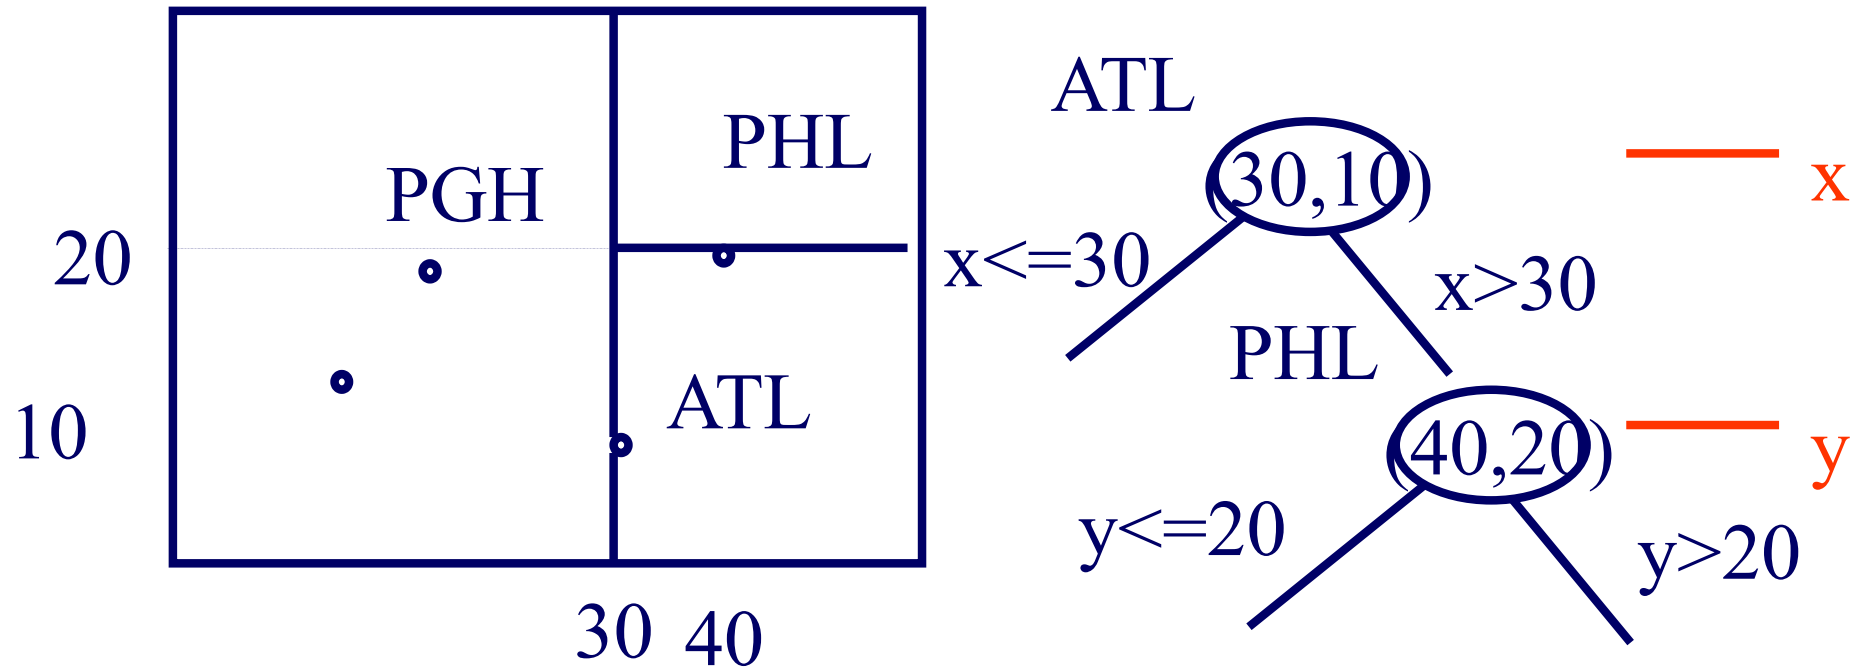 PHL
PGH
20
10
ATL
30 40
ATL
(30,10)
x
x<=30
x>30
PHL
(40,20)
y
y<=20
y>20